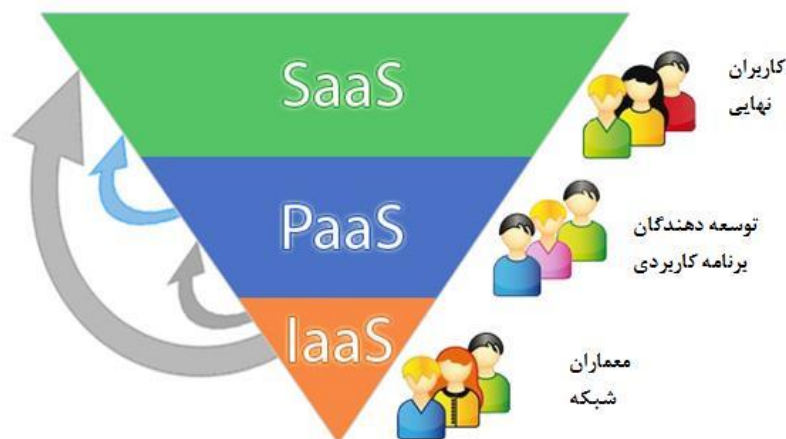 SaaS
کاربران
نهایی
PaaS
توسعه دهندگان
برنامه کاربردی
IaaS
معماران
شبکه